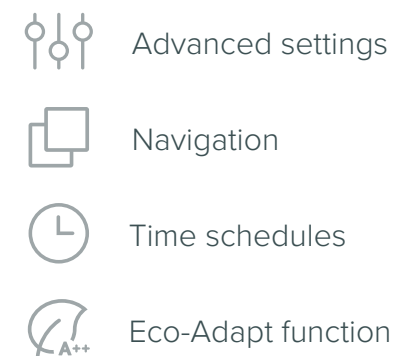 Advanced settings
Navigation
Time schedules
Eco-Adapt function
A++